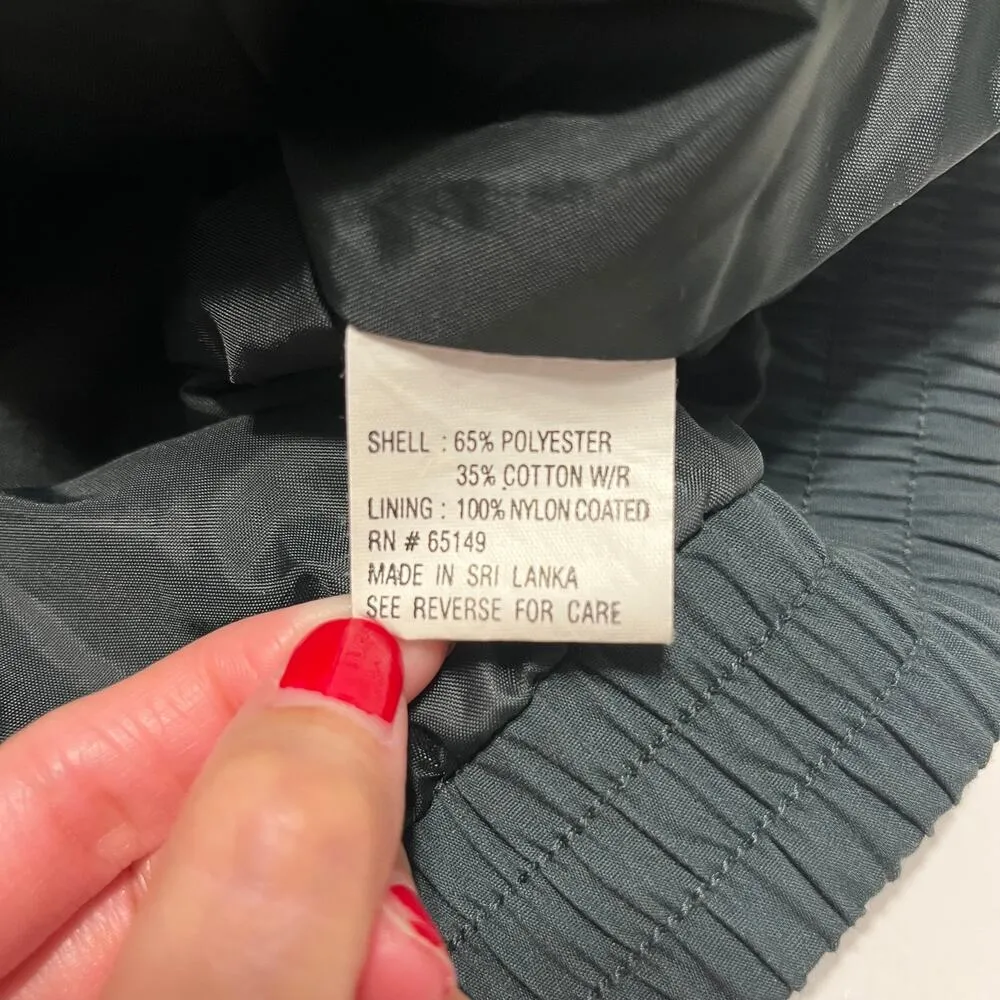 SHELL : 65% POLYESTER
35% COTTON W/R
LINING : 100% NYLON COATED
RN # 65149
MADE IN SRI LANKA
SEE REVERSE FOR CARE